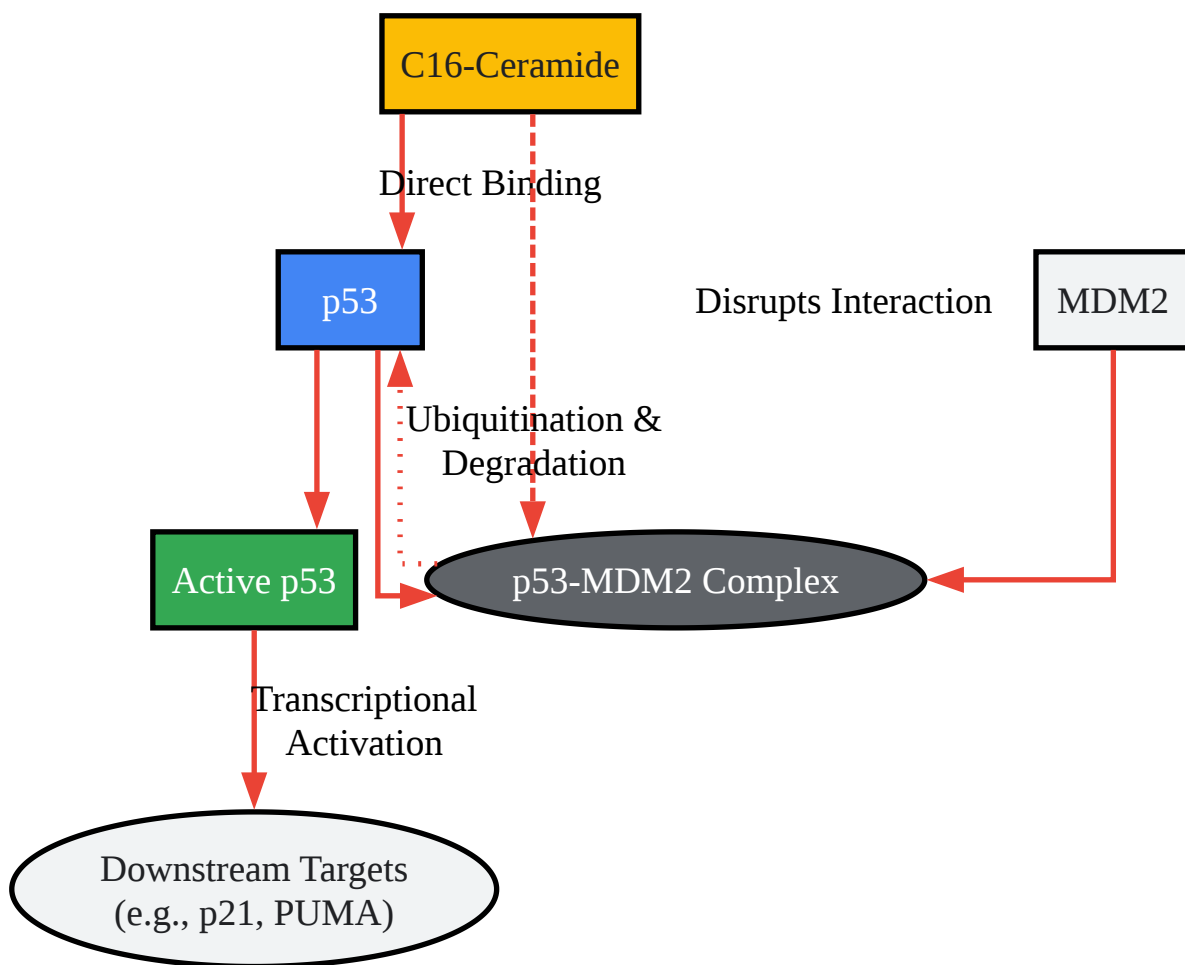 C16-Ceramide
Direct Binding
p53
Disrupts Interaction
MDM2
Ubiquitination &
Degradation
Active p53
p53-MDM2 Complex
Transcriptional
Activation
Downstream Targets
(e.g., p21, PUMA)